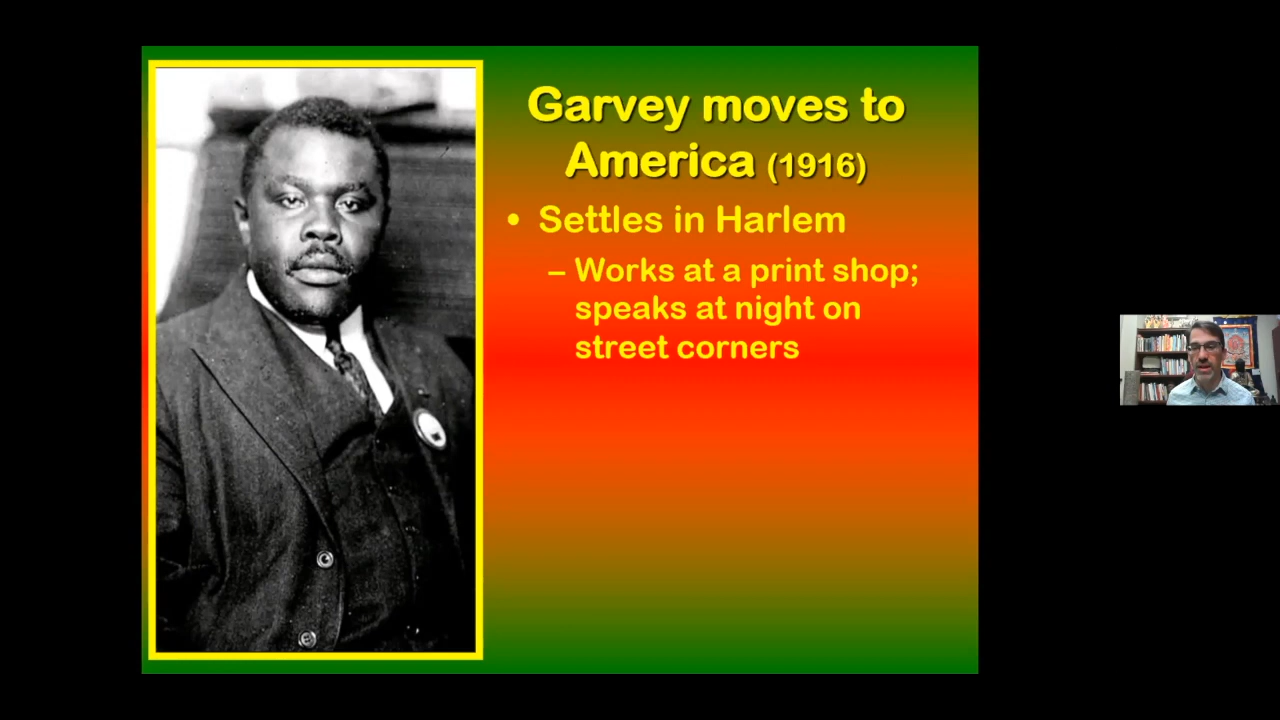 Garvey moves to
America (1916)
• Settles in Harlem
– Works at a print shop;
speaks at night on
street corners